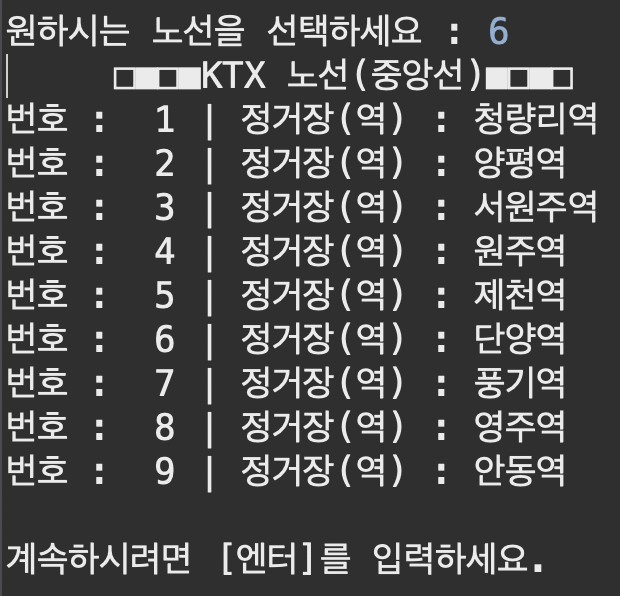 원하시는 노선을 선택하세요 : 6
□■□■KTX 노선(중앙선)■□■□
번호 : 1 | 정거장(역) : 청량리역
번호 : 2 | 정거장(역) : 양평역
번호 : 3 | 정거장(역) : 서원주역
번호 : 4 | 정거장(역) : 원주역
번호 : 5 | 정거장(역) : 제천역
번호 : 6 | 정거장(역) : 단양역
번호 : 7 | 정거장(역) : 풍기역
번호 : 8 | 정거장(역) : 영주역
번호 : 9 | 정거장(역) : 안동역
계속하시려면 [엔터]를 입력하세요.